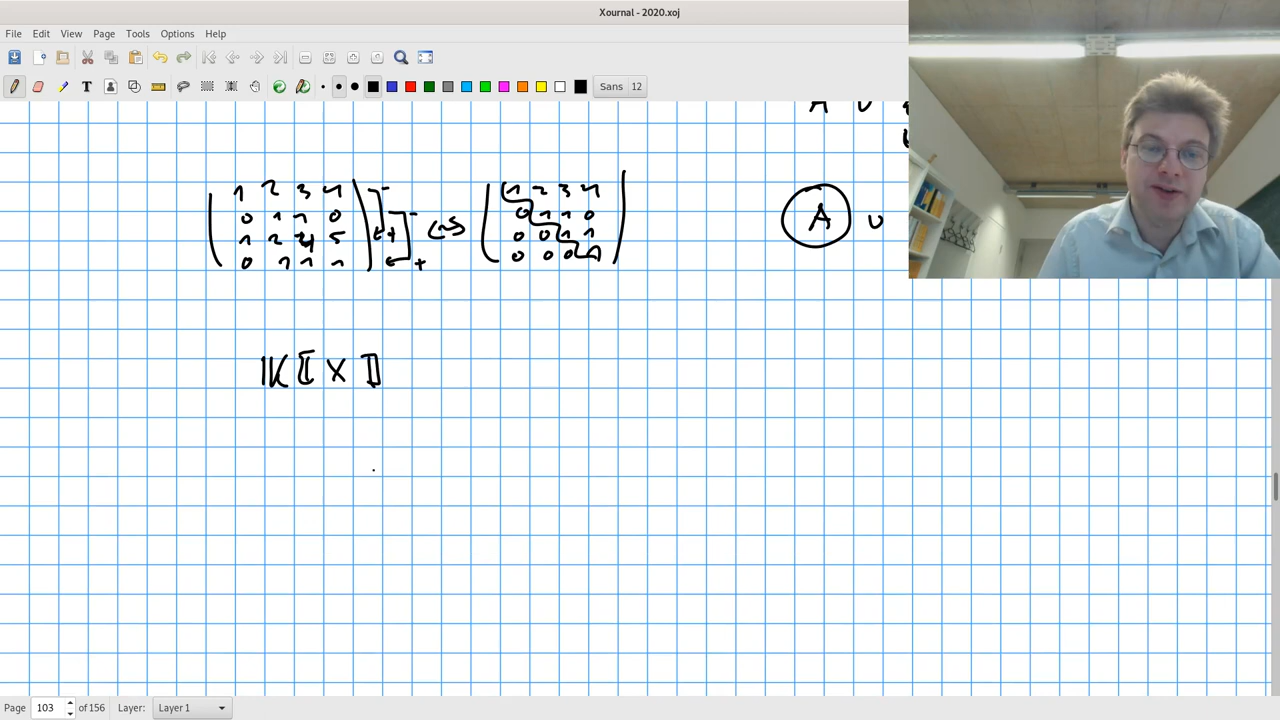 Xournal - 2020.xoj
File Edit View Page Tools Options Help
Sans 12
A U
( 1 2 3 4 ) - ( 1 2 3 4 )
0 1 1 0 - ↔ 0 1 1 0 A U
1 2 4 5 + 0 0 1 1
0 1 1 1 + 0 0 0 1
𝕂⟦X⟧
Page 103 of 156 Layer: Layer 1